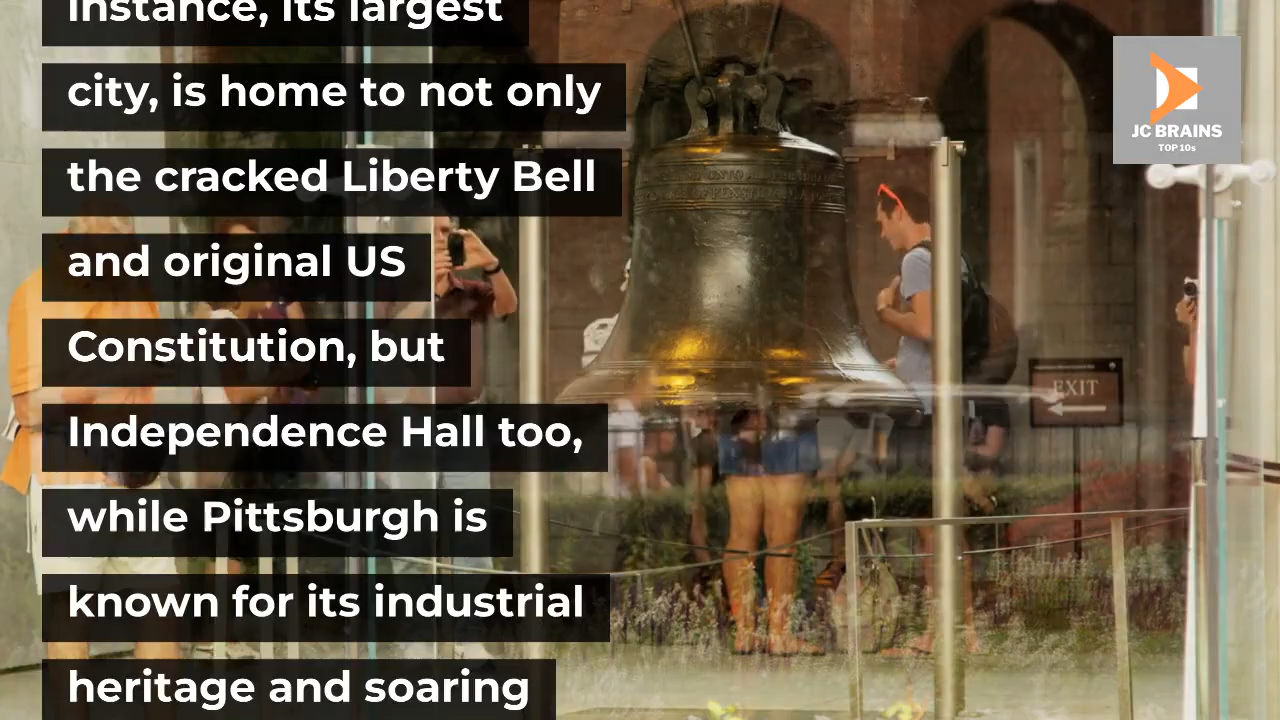 instance, its largest
city, is home to not only
the cracked Liberty Bell
and original US
Constitution, but
Independence Hall too,
while Pittsburgh is
known for its industrial
heritage and soaring
JC BRAINS
TOP 10s
EXIT